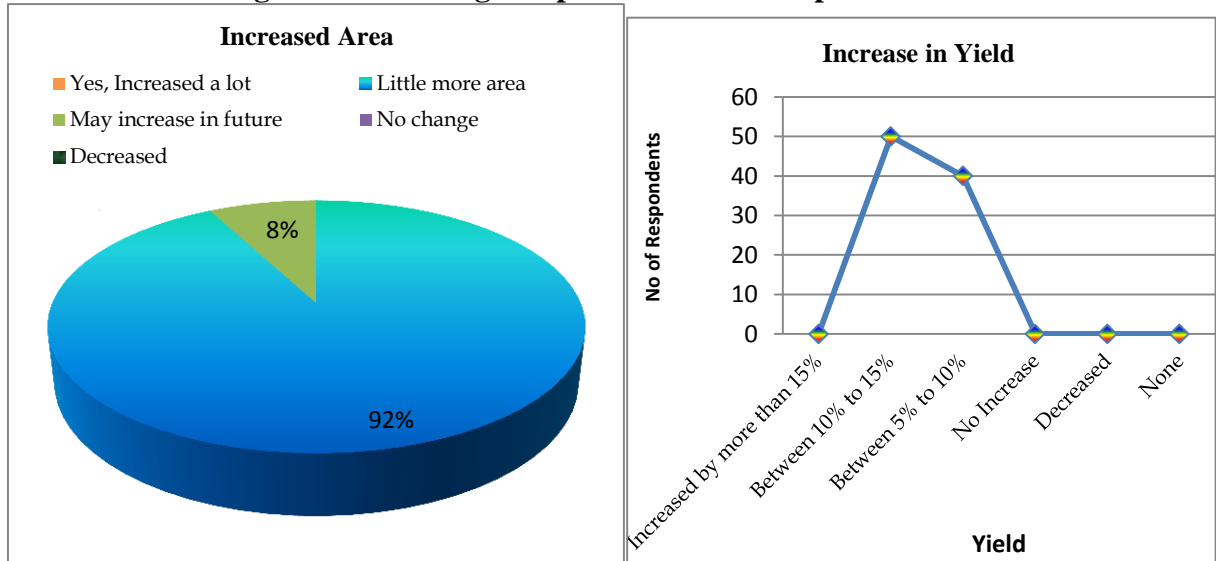 Increased Area
Yes, Increased a lot
Little more area
May increase in future
No change
Decreased
8%
92%
Increase in Yield
No of Respondents
60
50
40
30
20
10
0
Increased by more than 15%
Between 10% to 15%
Between 5% to 10%
No Increase
Decreased
None
Yield